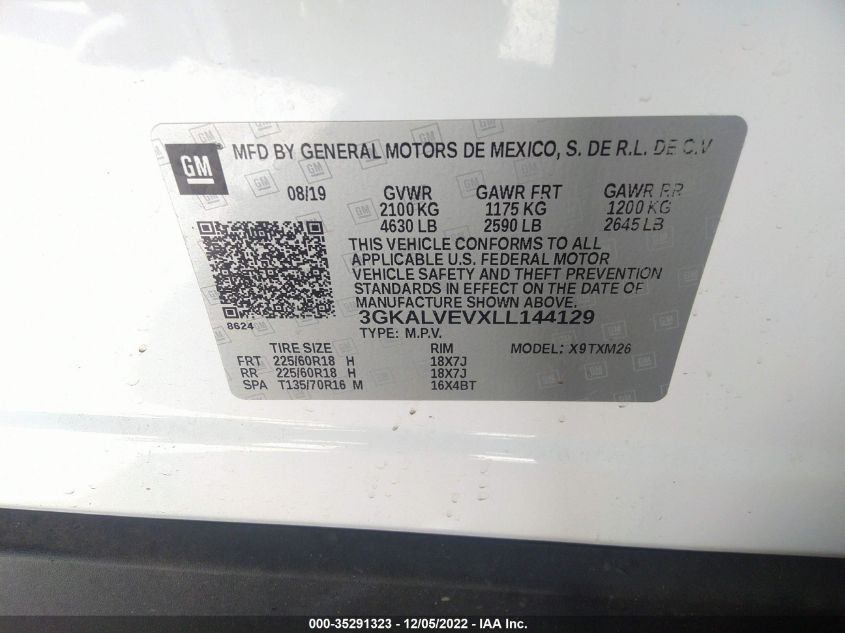 GM MFD BY GENERAL MOTORS DE MEXICO, S. DE R.L. DE C.V
08/19 GVWR GAWR FRT GAWR RR
2100 KG 1175 KG 1200 KG
4630 LB 2590 LB 2645 LB
THIS VEHICLE CONFORMS TO ALL
APPLICABLE U.S. FEDERAL MOTOR
VEHICLE SAFETY AND THEFT PREVENTION
STANDARDS IN EFFECT ON THE DATE OF
MANUFACTURE SHOWN ABOVE.
8624 3GKALVEVXLL144129
TYPE: M.P.V.
TIRE SIZE RIM MODEL: X9TXM26
FRT 225/60R18 H 18X7J
RR 225/60R18 H 18X7J
SPA T135/70R16 M 16X4BT
000-35291323 - 12/05/2022 - IAA Inc.